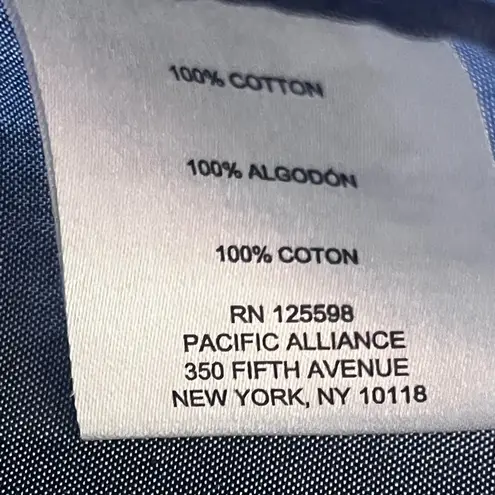 100% COTTON
100% ALGODÓN
100% COTON
RN 125598
PACIFIC ALLIANCE
350 FIFTH AVENUE
NEW YORK, NY 10118